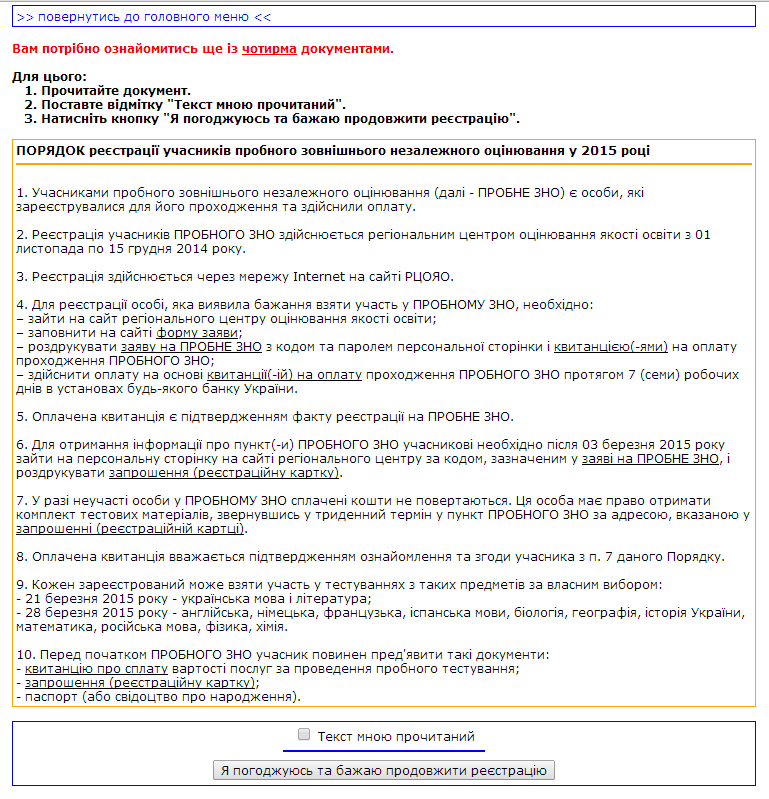 >> повернутись до головного меню <<
Вам потрібно ознайомитись ще із чотирма документами.
Для цього:
1. Прочитайте документ.
2. Поставте відмітку "Текст мною прочитаний".
3. Натисніть кнопку "Я погоджуюсь та бажаю продовжити реєстрацію".
ПОРЯДОК реєстрації учасників пробного зовнішнього незалежного оцінювання у 2015 році
1. Учасниками пробного зовнішнього незалежного оцінювання (далі - ПРОБНЕ ЗНО) є особи, які
зареєструвалися для його проходження та здійснили оплату.
2. Реєстрація учасників ПРОБНОГО ЗНО здійснюється регіональним центром оцінювання якості освіти з 01
листопада по 15 грудня 2014 року.
3. Реєстрація здійснюється через мережу Internet на сайті РЦОЯО.
4. Для реєстрації особі, яка виявила бажання взяти участь у ПРОБНОМУ ЗНО, необхідно:
– зайти на сайт регіонального центру оцінювання якості освіти;
– заповнити на сайті форму заяви;
– роздрукувати заяву на ПРОБНЕ ЗНО з кодом та паролем персональної сторінки і квитанцією(-ями) на оплату
проходження ПРОБНОГО ЗНО;
– здійснити оплату на основі квитанції(-ій) на оплату проходження ПРОБНОГО ЗНО протягом 7 (семи) робочих
днів в установах будь-якого банку України.
5. Оплачена квитанція є підтвердженням факту реєстрації на ПРОБНЕ ЗНО.
6. Для отримання інформації про пункт(-и) ПРОБНОГО ЗНО учасникові необхідно після 03 березня 2015 року
зайти на персональну сторінку на сайті регіонального центру за кодом, зазначеним у заяві на ПРОБНЕ ЗНО, і
роздрукувати запрошення (реєстраційну картку).
7. У разі неучасті особи у ПРОБНОМУ ЗНО сплачені кошти не повертаються. Ця особа має право отримати
комплект тестових матеріалів, звернувшись у триденний термін у пункт ПРОБНОГО ЗНО за адресою, вказаною у
запрошенні (реєстраційній картці).
8. Оплачена квитанція вважається підтвердженням ознайомлення та згоди учасника з п. 7 даного Порядку.
9. Кожен зареєстрований може взяти участь у тестуваннях з таких предметів за власним вибором:
- 21 березня 2015 року - українська мова і література;
- 28 березня 2015 року - англійська, німецька, французька, іспанська мови, біологія, географія, історія України,
математика, російська мова, фізика, хімія.
10. Перед початком ПРОБНОГО ЗНО учасник повинен пред'явити такі документи:
- квитанцію про сплату вартості послуг за проведення пробного тестування;
- запрошення (реєстраційну картку);
- паспорт (або свідоцтво про народження).
Текст мною прочитаний
Я погоджуюсь та бажаю продовжити реєстрацію